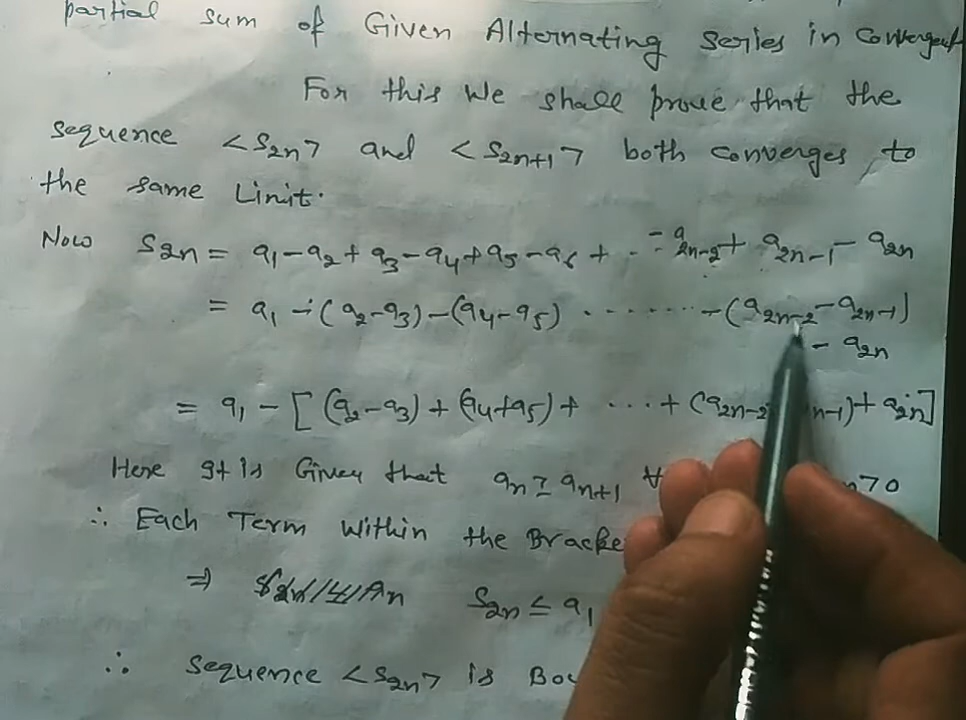 partial sum of Given Alternating Series in Convergent
For this We shall prove that the
sequence <S2n> and <S2n+1> both converges to
the same Limit.
Now S2n = a1-a2+a3-a4+a5-a6+ ... -a2n-2+a2n-1-a2n
= a1-(a2-a3)-(a4-a5) ........ -(a2n-2-a2n-1)
- a2n
= a1-[(a2-a3)+(a4+a5)+ ... +(a2n-2 n-1)+a2n]
Here It is Given that an≥an+1 ∀ n>0
∴ Each Term within the Bracke
⇒ S2n ≤ a1
∴ sequence <S2n> is Bou